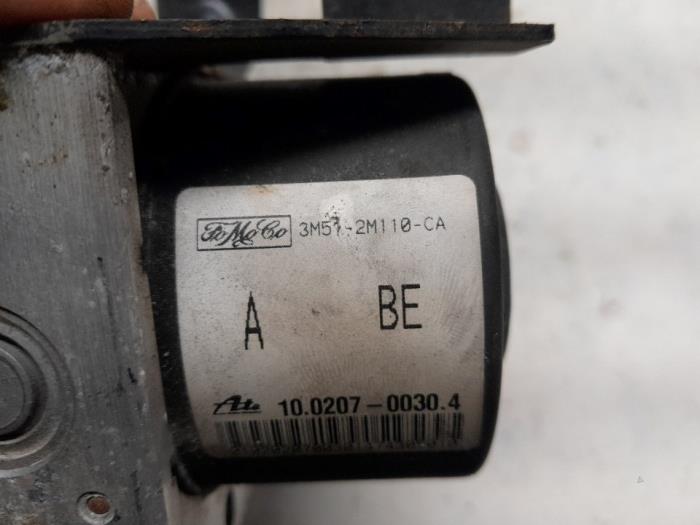 FoMoCo 3M51-2M110-CA
A BE
Ate 10.0207-0030.4